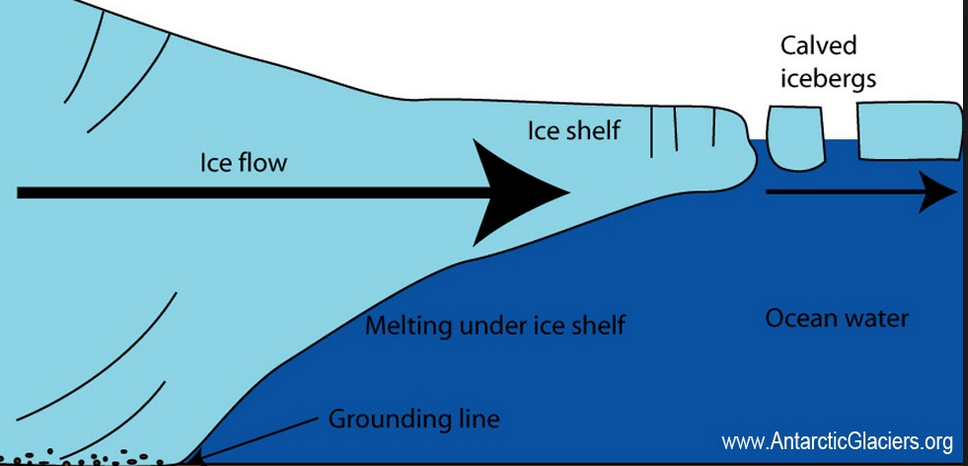 Calved
icebergs
Ice shelf
Ice flow
Melting under ice shelf
Ocean water
Grounding line
www.AntarcticGlaciers.org